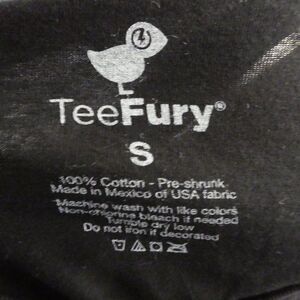 TeeFury®
S
100% Cotton - Pre-shrunk
Made in Mexico of USA fabric
Machine wash with like colors
Non-chlorine bleach if needed
Tumble dry low
Do not iron if decorated